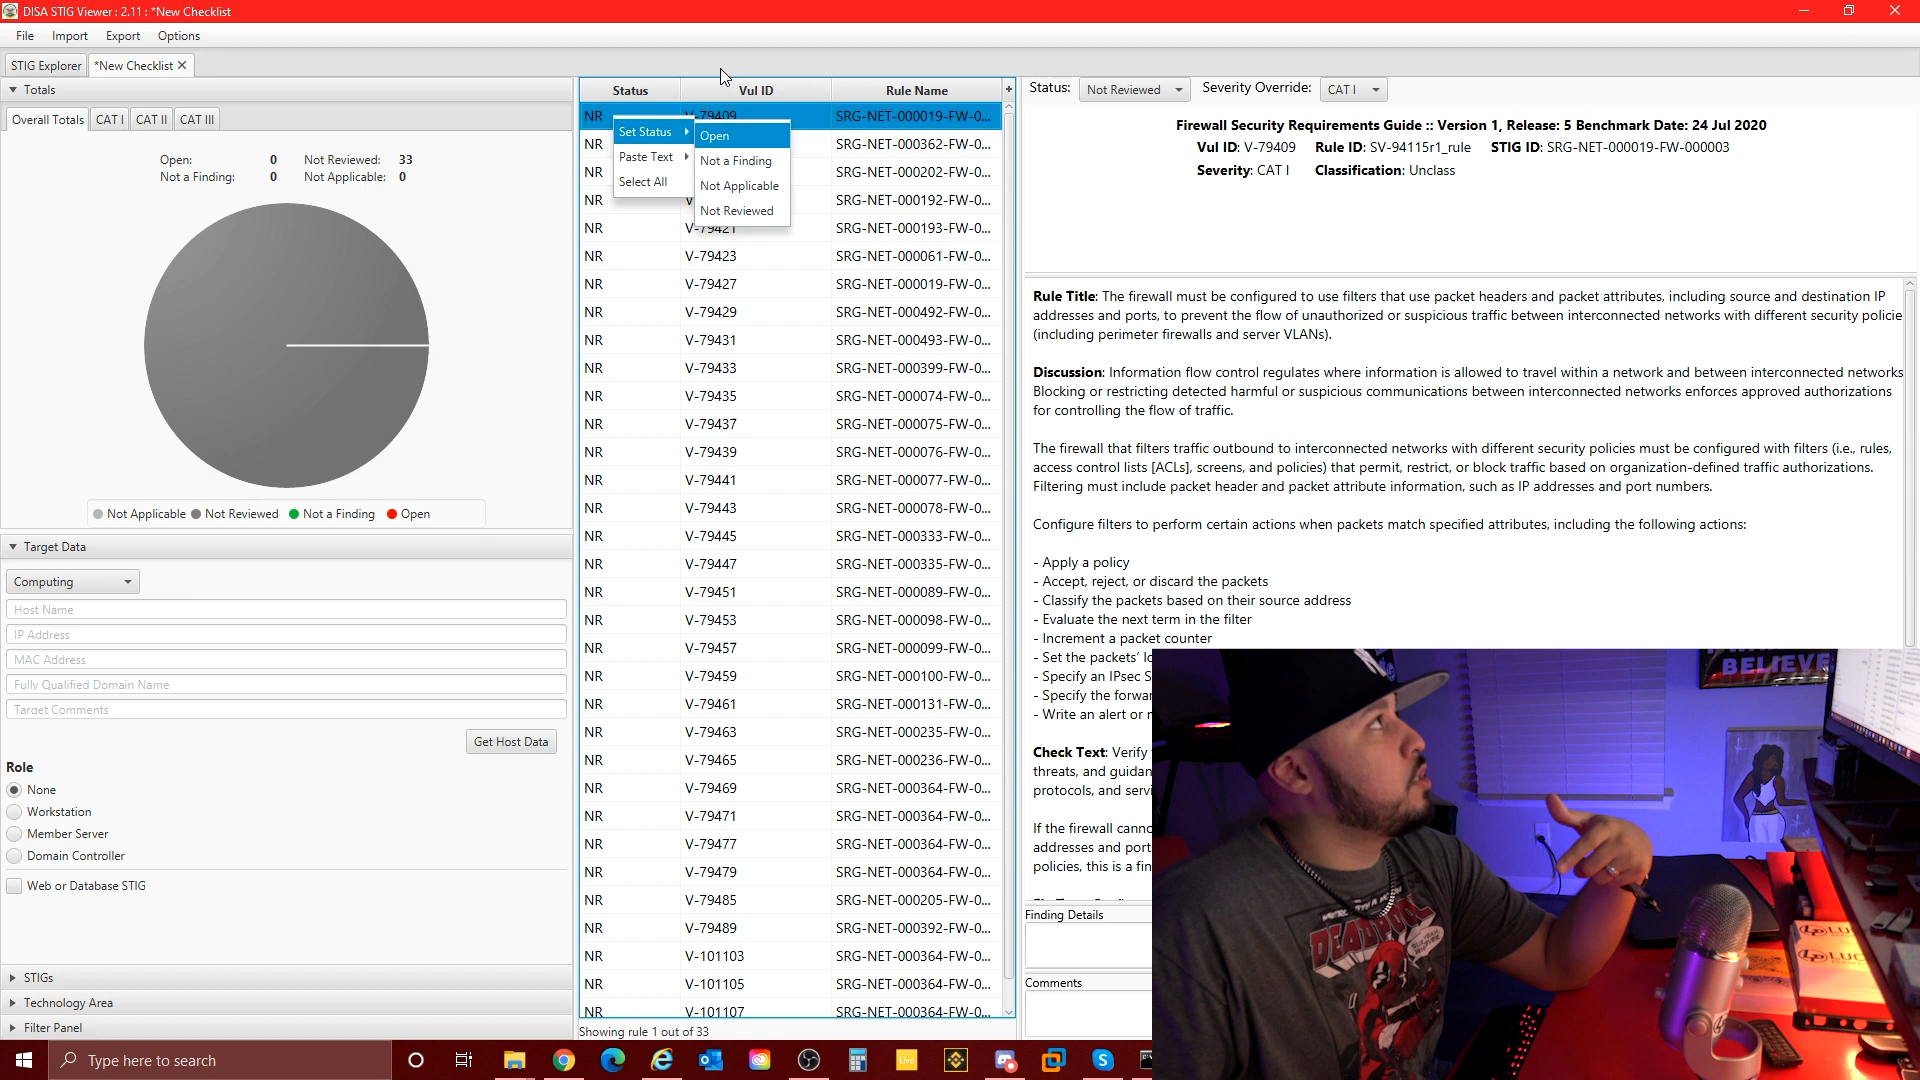 DISA STIG Viewer : 2.11 : *New Checklist
File Import Export Options
STIG Explorer *New Checklist
Totals
Overall Totals CAT I CAT II CAT III
Open: 0 Not Reviewed: 33
Not a Finding: 0 Not Applicable: 0
Not Applicable Not Reviewed Not a Finding Open
Target Data
Computing
Host Name
IP Address
MAC Address
Fully Qualified Domain Name
Target Comments
Get Host Data
Role
None
Workstation
Member Server
Domain Controller
Web or Database STIG
STIGs
Technology Area
Filter Panel
Status Vul ID Rule Name +
NR V-79409 SRG-NET-000019-FW-0...
NR SRG-NET-000362-FW-0...
NR SRG-NET-000202-FW-0...
NR SRG-NET-000192-FW-0...
NR V-79421 SRG-NET-000193-FW-0...
NR V-79423 SRG-NET-000061-FW-0...
NR V-79427 SRG-NET-000019-FW-0...
NR V-79429 SRG-NET-000492-FW-0...
NR V-79431 SRG-NET-000493-FW-0...
NR V-79433 SRG-NET-000399-FW-0...
NR V-79435 SRG-NET-000074-FW-0...
NR V-79437 SRG-NET-000075-FW-0...
NR V-79439 SRG-NET-000076-FW-0...
NR V-79441 SRG-NET-000077-FW-0...
NR V-79443 SRG-NET-000078-FW-0...
NR V-79445 SRG-NET-000333-FW-0...
NR V-79447 SRG-NET-000335-FW-0...
NR V-79451 SRG-NET-000089-FW-0...
NR V-79453 SRG-NET-000098-FW-0...
NR V-79457 SRG-NET-000099-FW-0...
NR V-79459 SRG-NET-000100-FW-0...
NR V-79461 SRG-NET-000131-FW-0...
NR V-79463 SRG-NET-000235-FW-0...
NR V-79465 SRG-NET-000236-FW-0...
NR V-79469 SRG-NET-000364-FW-0...
NR V-79471 SRG-NET-000364-FW-0...
NR V-79477 SRG-NET-000364-FW-0...
NR V-79479 SRG-NET-000364-FW-0...
NR V-79485 SRG-NET-000205-FW-0...
NR V-79489 SRG-NET-000392-FW-0...
NR V-101103 SRG-NET-000364-FW-0...
NR V-101105 SRG-NET-000364-FW-0...
NR V-101107 SRG-NET-000364-FW-0...
Showing rule 1 out of 33
Set Status
Paste Text
Select All
Open
Not a Finding
Not Applicable
Not Reviewed
Status: Not Reviewed Severity Override: CAT I
Firewall Security Requirements Guide :: Version 1, Release: 5 Benchmark Date: 24 Jul 2020
Vul ID: V-79409 Rule ID: SV-94115r1_rule STIG ID: SRG-NET-000019-FW-000003
Severity: CAT I Classification: Unclass
Rule Title: The firewall must be configured to use filters that use packet headers and packet attributes, including source and destination IP
addresses and ports, to prevent the flow of unauthorized or suspicious traffic between interconnected networks with different security policie
(including perimeter firewalls and server VLANs).
Discussion: Information flow control regulates where information is allowed to travel within a network and between interconnected networks
Blocking or restricting detected harmful or suspicious communications between interconnected networks enforces approved authorizations
for controlling the flow of traffic.
The firewall that filters traffic outbound to interconnected networks with different security policies must be configured with filters (i.e., rules,
access control lists [ACLs], screens, and policies) that permit, restrict, or block traffic based on organization-defined traffic authorizations.
Filtering must include packet header and packet attribute information, such as IP addresses and port numbers.
Configure filters to perform certain actions when packets match specified attributes, including the following actions:
- Apply a policy
- Accept, reject, or discard the packets
- Classify the packets based on their source address
- Evaluate the next term in the filter
- Increment a packet counter
- Set the packets' lo
- Specify an IPsec S
- Specify the forwar
- Write an alert or
Check Text: Verify
threats, and guidan
protocols, and servi
If the firewall canno
addresses and port
policies, this is a fin
Finding Details
Comments
BELIEVE
DEADPOOL
Type here to search